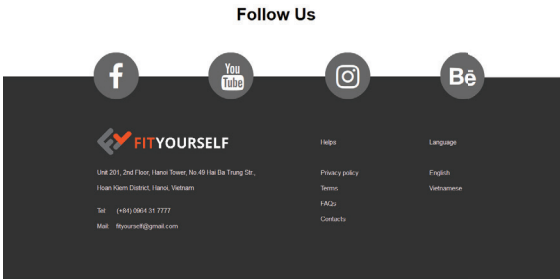 Follow Us
f
You
Tube
Bē
FITYOURSELF
Helps
Language
Unit 201, 2nd Floor, Hanoi Tower, No.49 Hai Ba Trung Str.,
Hoan Kiem District, Hanoi, Vietnam
Privacy policy
English
Terms
Vietnamese
FAQs
Contacts
Tel (+84) 0964 31 7777
Mail fityourself@gmail.com